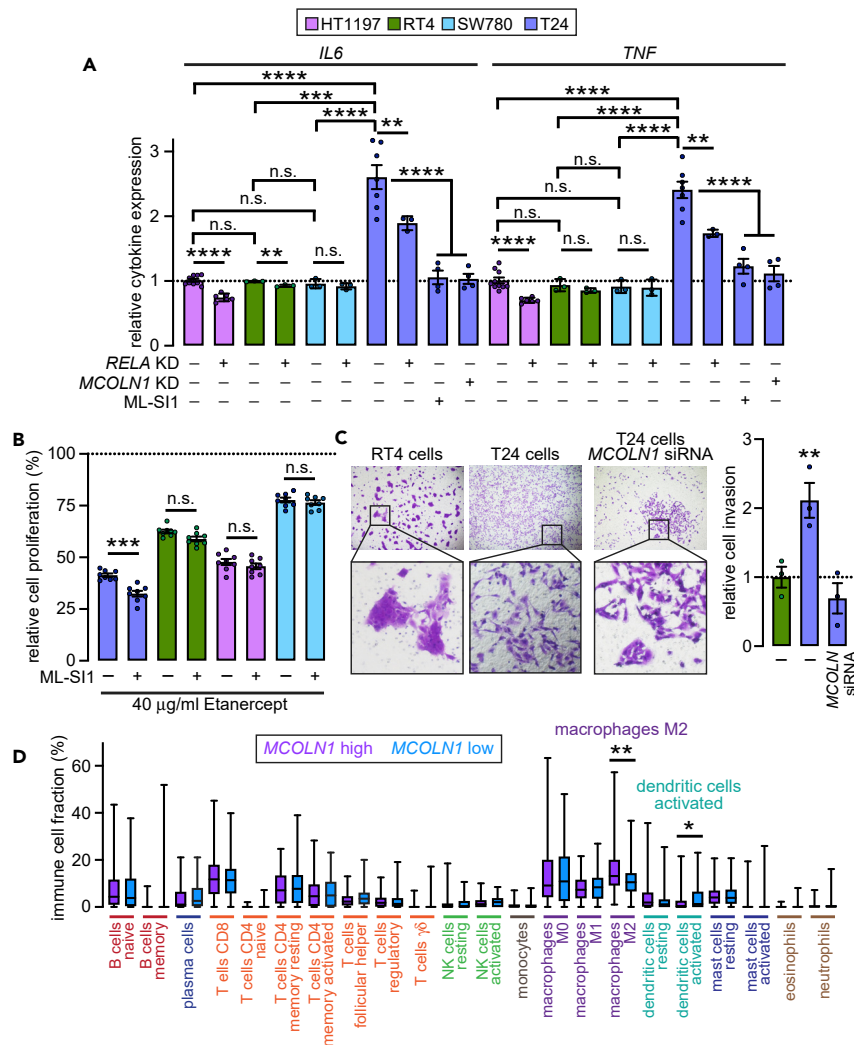 HT1197 RT4 SW780 T24
A
IL6 TNF
**** ****
*** ****
**** ** **** **
n.s. **** n.s. ****
n.s. n.s.
n.s. n.s.
**** ** n.s. **** n.s. n.s.
relative cytokine expression
3
2
1
0
RELA KD – + – + – + – + – – – + – + – + – + – –
MCOLN1 KD – – – – – – – – – + – – – – – – – – – +
ML-SI1 – – – – – – – – + – – – – – – – – – + –
B
relative cell proliferation (%)
100
75
50
25
0
*** n.s. n.s. n.s.
ML-SI1 – + – + – + – +
40 µg/ml Etanercept
C
RT4 cells
T24 cells
T24 cells
MCOLN1 siRNA
relative cell invasion
3
2
1
0
**
– – MCOLN
siRNA
D
MCOLN1 high MCOLN1 low
immune cell fraction (%)
60
40
20
0
macrophages M2
**
dendritic cells
activated
*
B cells
naive
B cells
memory
plasma cells
T ells CD8
T cells CD4
naive
T cells CD4
memory resting
T cells CD4
memory activated
T cells
follicular helper
T cells
regulatory
T cells γδ
NK cells
resting
NK cells
activated
monocytes
macrophages
M0
macrophages
M1
macrophages
M2
dendritic cells
resting
dendritic cells
activated
mast cells
resting
mast cells
activated
eosinophils
neutrophils